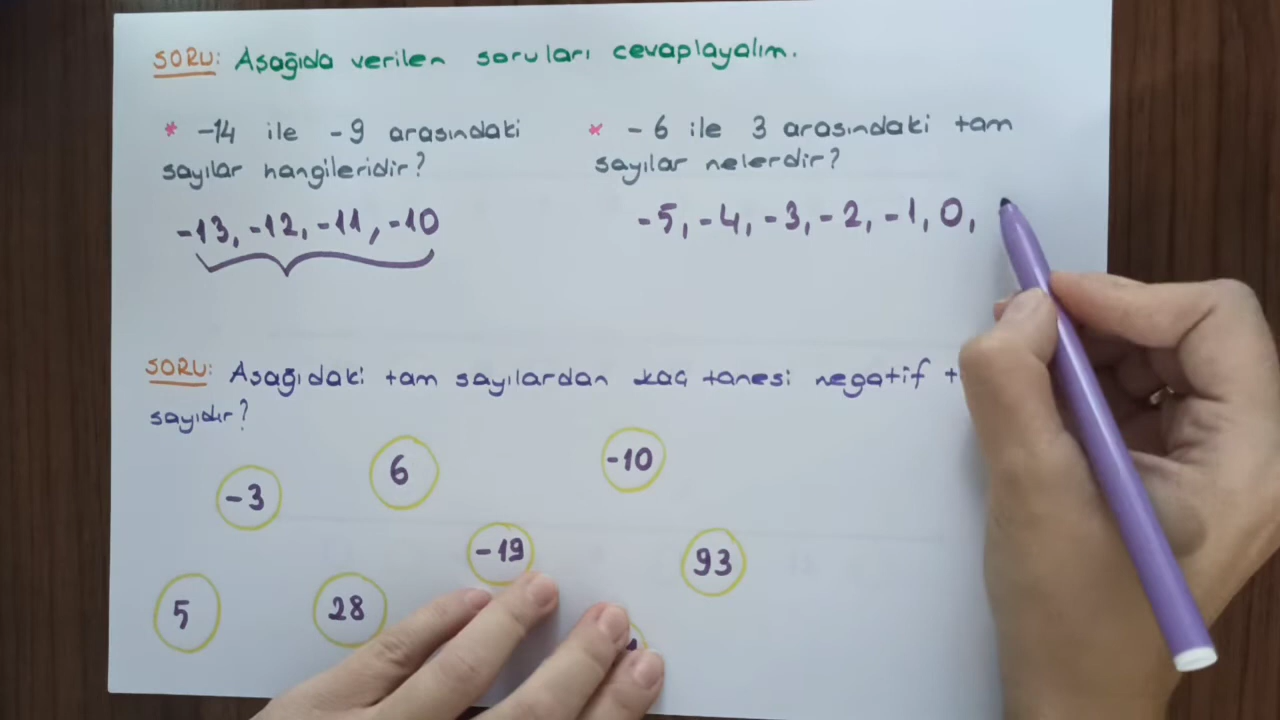 SORU: Aşağıda verilen soruları cevaplayalım.
* -14 ile -9 arasındaki
sayılar hangileridir?
-13, -12, -11, -10
* -6 ile 3 arasındaki tam
sayılar nelerdir?
-5, -4, -3, -2, -1, 0,
SORU: Aşağıdaki tam sayılardan kaç tanesi negatif
sayıdır?
-3
6
-10
-19
93
5
28